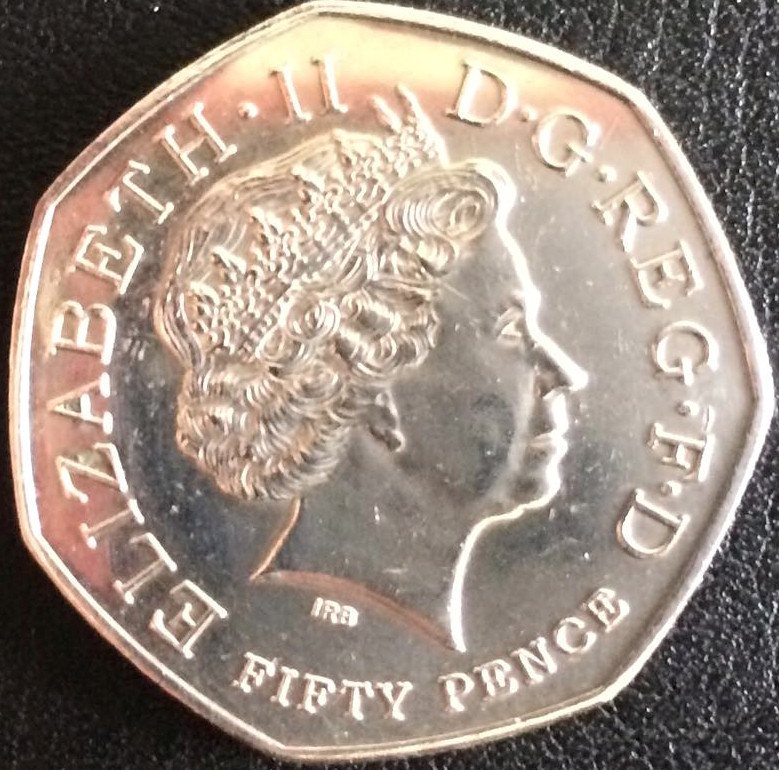 ELIZABETH·II D·G·REG·F·D
FIFTY PENCE
IRB